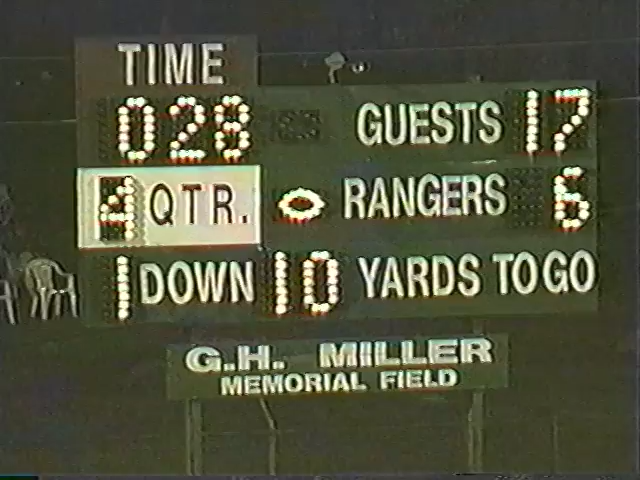 TIME
028 GUESTS 17
4 QTR. RANGERS 6
1 DOWN 10 YARDS TO GO
G.H. MILLER
MEMORIAL FIELD